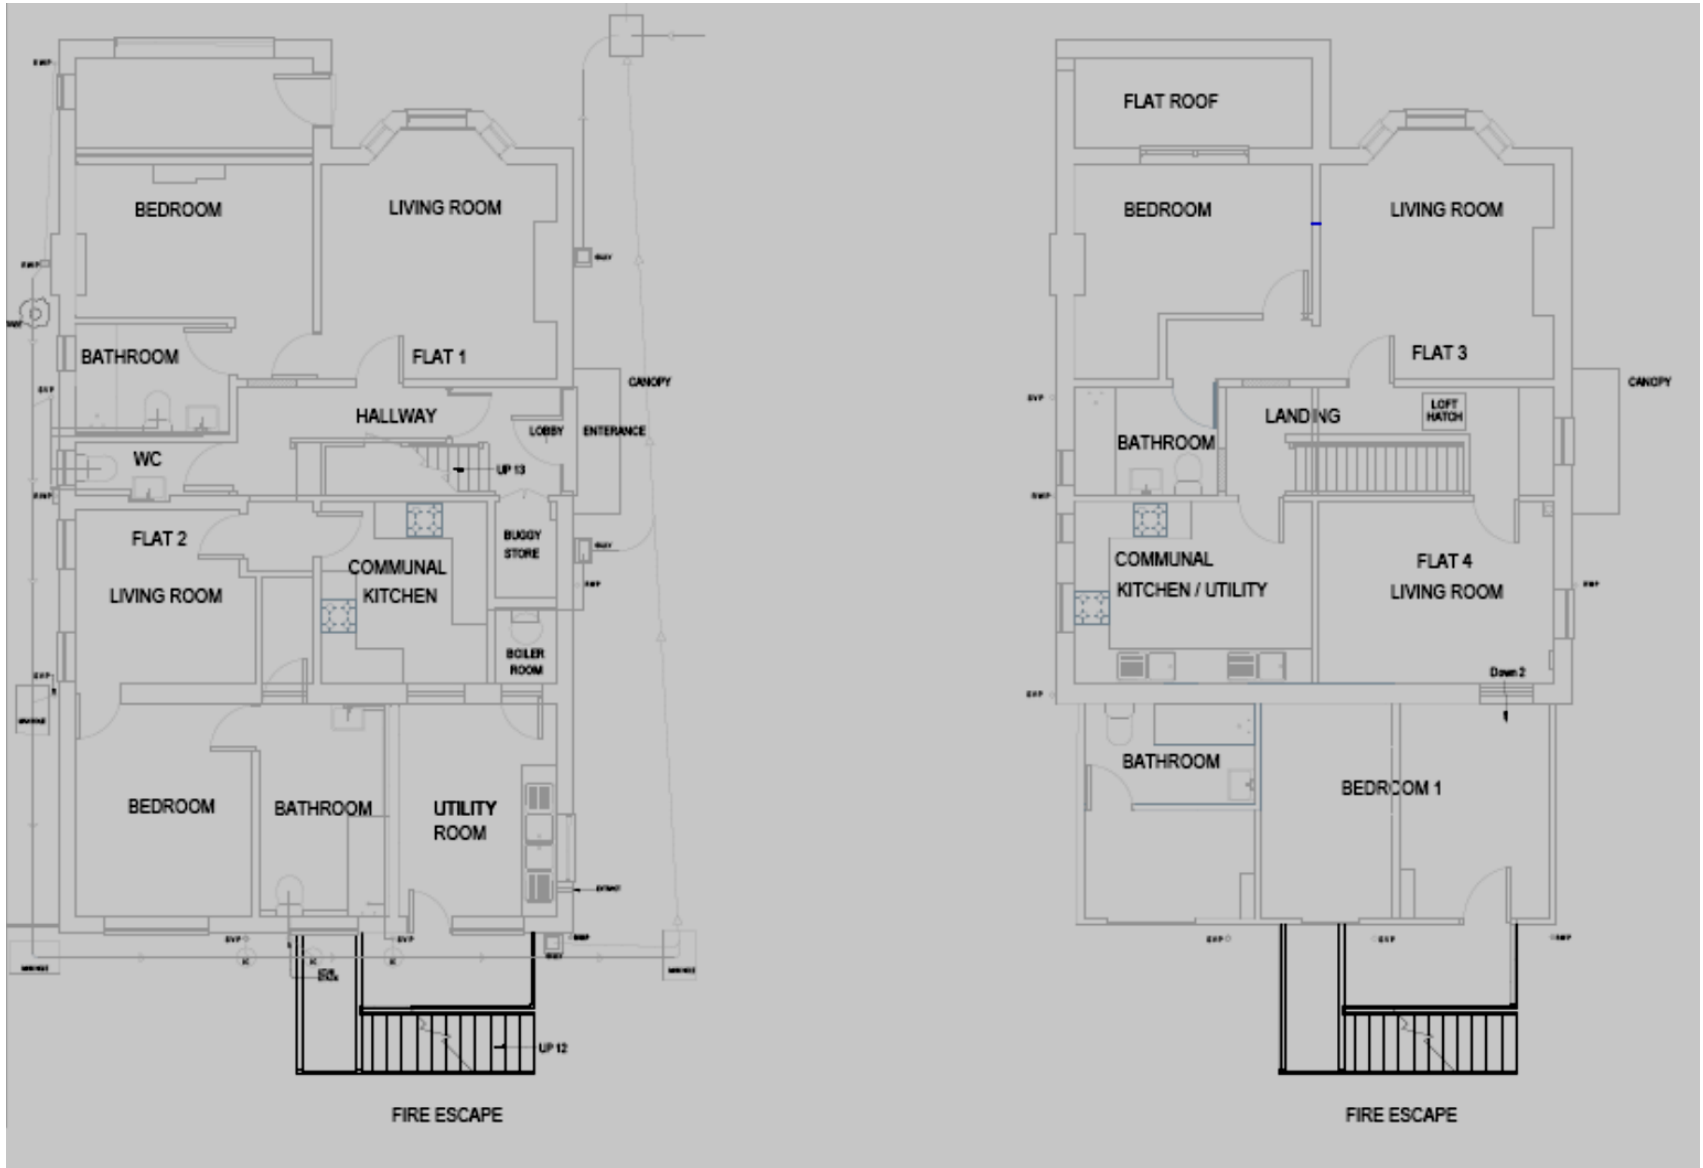 BEDROOM
LIVING ROOM
BATHROOM
FLAT 1
CANOPY
HALLWAY
LOBBY
ENTERANCE
WC
UP 13
FLAT 2
BUGGY
STORE
COMMUNAL
KITCHEN
LIVING ROOM
BOILER
ROOM
BEDROOM
BATHROOM
UTILITY
ROOM
UP 12
FIRE ESCAPE
FLAT ROOF
BEDROOM
LIVING ROOM
FLAT 3
CANOPY
LANDING
LOFT
HATCH
BATHROOM
COMMUNAL
KITCHEN / UTILITY
FLAT 4
LIVING ROOM
Down 2
BATHROOM
BEDROOM 1
FIRE ESCAPE